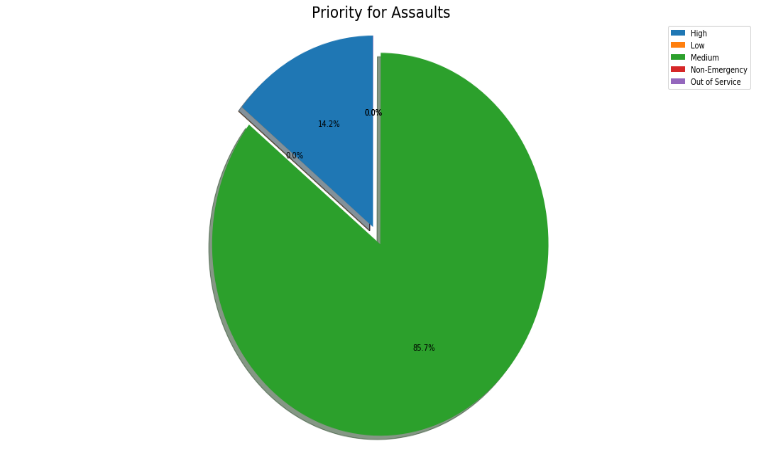 Priority for Assaults
High
Low
Medium
Non-Emergency
Out of Service
0.0%
14.2%
0.0%
85.7%